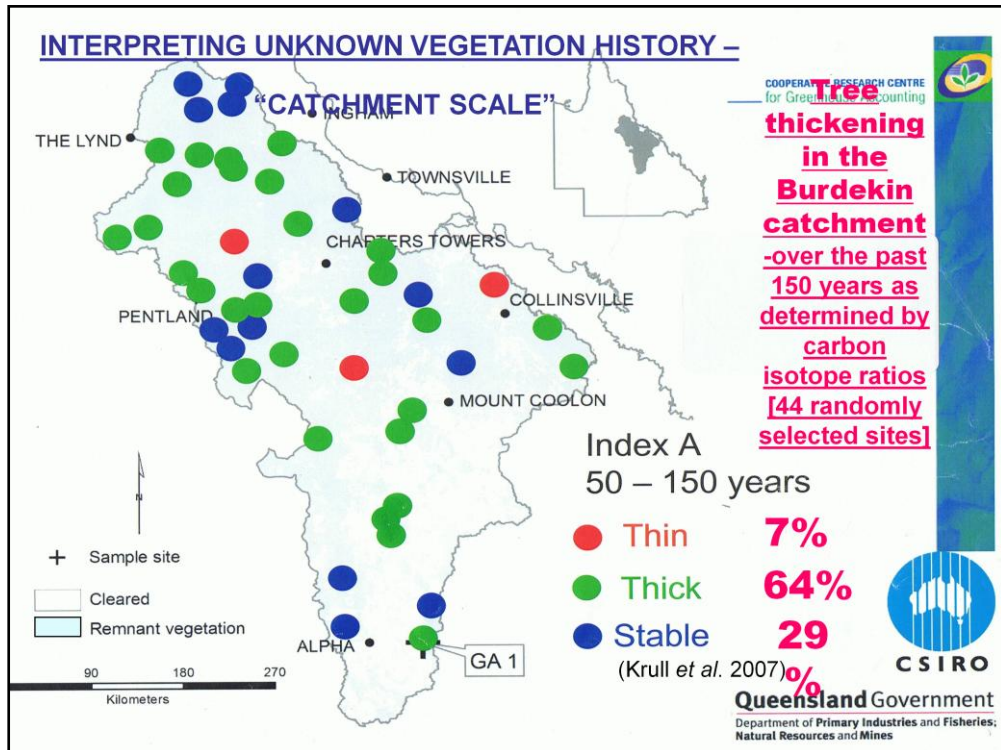 INTERPRETING UNKNOWN VEGETATION HISTORY –
"CATCHMENT SCALE"
COOPERATIVE RESEARCH CENTRE
for Greenhouse Accounting
Tree
thickening
in the
Burdekin
catchment
-over the past
150 years as
determined by
carbon
isotope ratios
[44 randomly
selected sites]
INGHAM
THE LYND
TOWNSVILLE
CHARTERS TOWERS
COLLINSVILLE
PENTLAND
MOUNT COOLON
ALPHA
GA 1
Index A
50 – 150 years
Thin 7%
Thick 64%
Stable 29
%
(Krull et al. 2007)
N
Sample site
Cleared
Remnant vegetation
90 180 270
Kilometers
CSIRO
Queensland Government
Department of Primary Industries and Fisheries;
Natural Resources and Mines